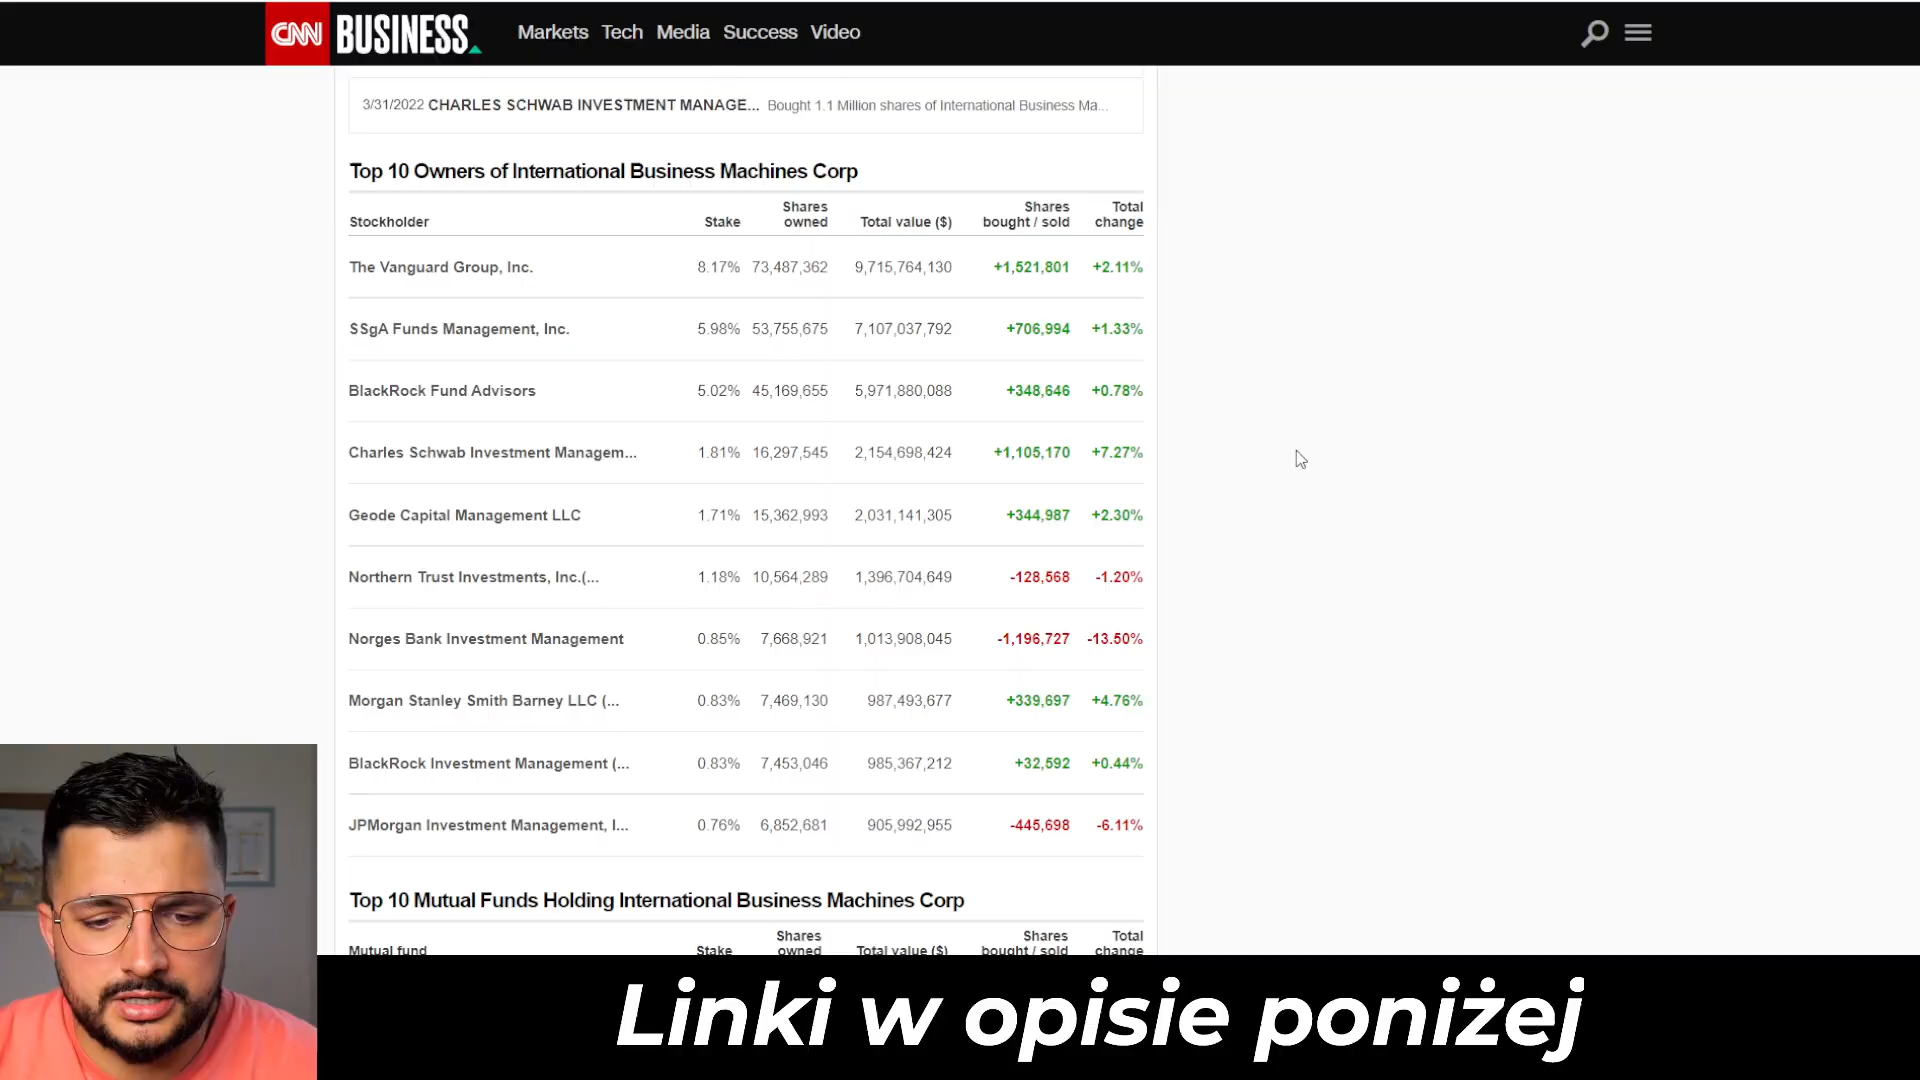 CNN BUSINESS Markets Tech Media Success Video
3/31/2022 CHARLES SCHWAB INVESTMENT MANAGE... Bought 1.1 Million shares of International Business Ma...
Top 10 Owners of International Business Machines Corp
Stockholder Stake Shares owned Total value ($) Shares bought / sold Total change
The Vanguard Group, Inc. 8.17% 73,487,362 9,715,764,130 +1,521,801 +2.11%
SSgA Funds Management, Inc. 5.98% 53,755,675 7,107,037,792 +706,994 +1.33%
BlackRock Fund Advisors 5.02% 45,169,655 5,971,880,088 +348,646 +0.78%
Charles Schwab Investment Managem... 1.81% 16,297,545 2,154,698,424 +1,105,170 +7.27%
Geode Capital Management LLC 1.71% 15,362,993 2,031,141,305 +344,987 +2.30%
Northern Trust Investments, Inc.(... 1.18% 10,564,289 1,396,704,649 -128,568 -1.20%
Norges Bank Investment Management 0.85% 7,668,921 1,013,908,045 -1,196,727 -13.50%
Morgan Stanley Smith Barney LLC (... 0.83% 7,469,130 987,493,677 +339,697 +4.76%
BlackRock Investment Management (... 0.83% 7,453,046 985,367,212 +32,592 +0.44%
JPMorgan Investment Management, I... 0.76% 6,852,681 905,992,955 -445,698 -6.11%
Top 10 Mutual Funds Holding International Business Machines Corp
Mutual fund Stake Shares owned Total value ($) Shares bought / sold Total change
Linki w opisie poniżej